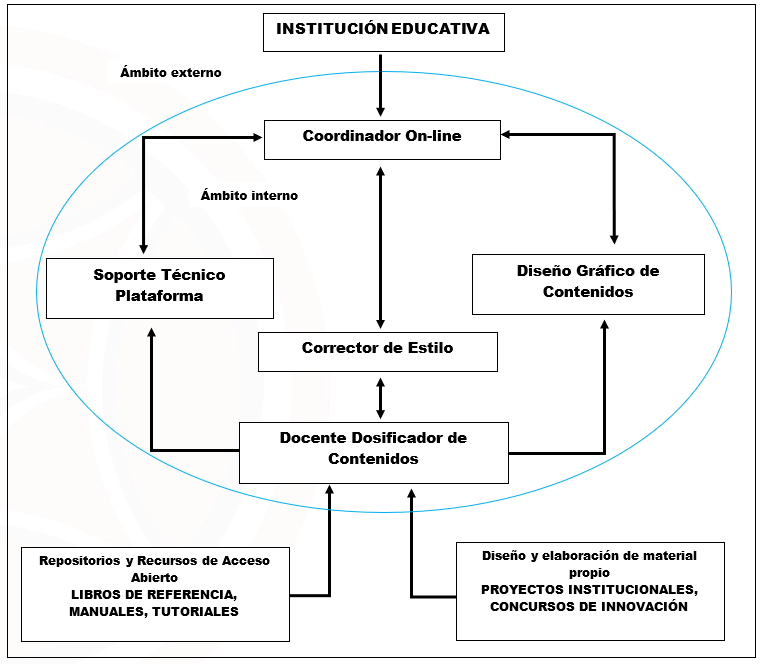 INSTITUCIÓN EDUCATIVA
Ámbito externo
Coordinador On-line
Ámbito interno
Soporte Técnico
Plataforma
Diseño Gráfico de
Contenidos
Corrector de Estilo
Docente Dosificador de
Contenidos
Repositorios y Recursos de Acceso
Abierto
LIBROS DE REFERENCIA,
MANUALES, TUTORIALES
Diseño y elaboración de material
propio
PROYECTOS INSTITUCIONALES,
CONCURSOS DE INNOVACIÓN